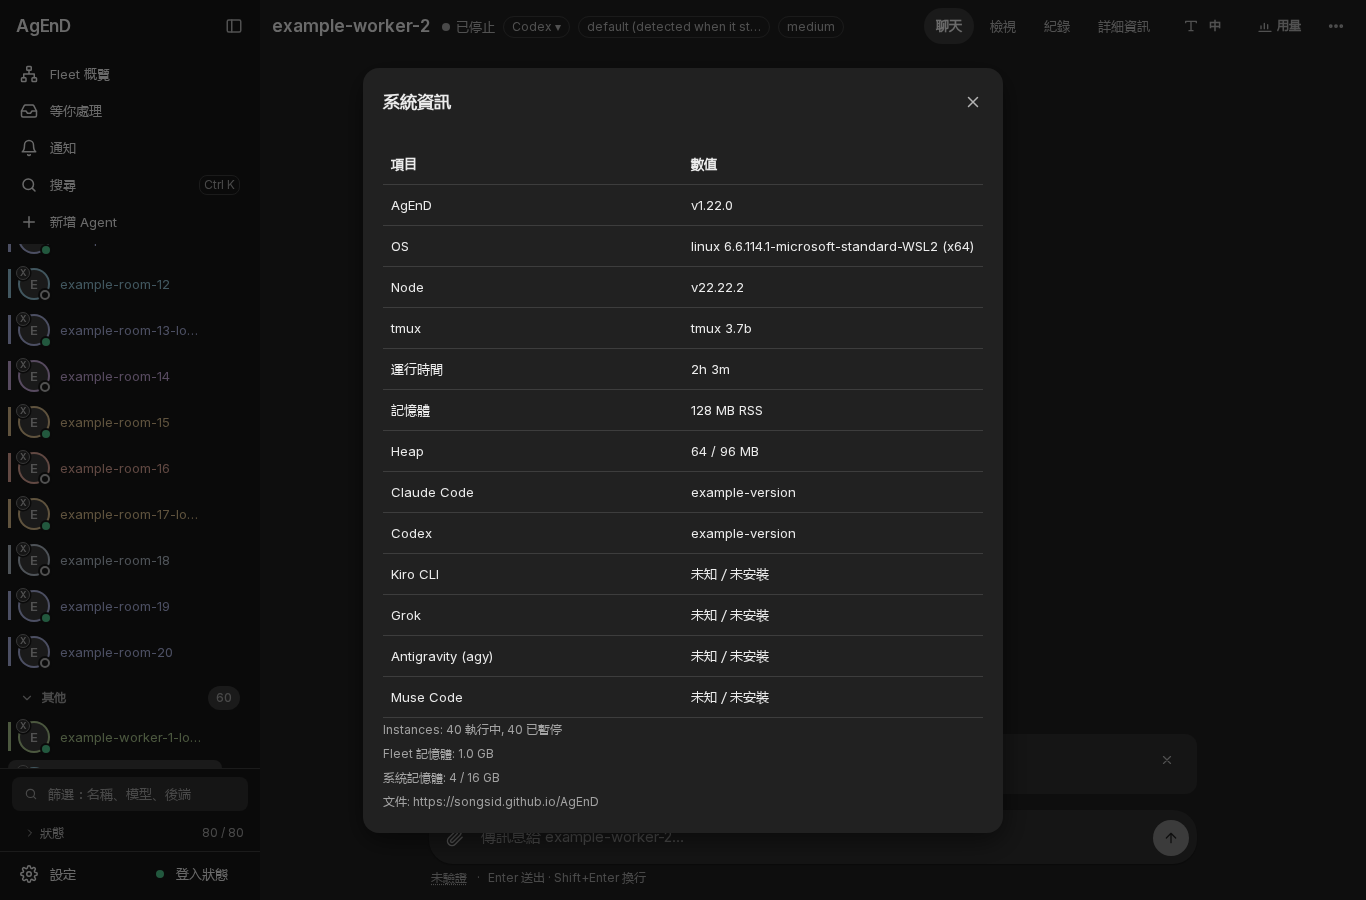 AgEnD
Fleet 概覽
等你處理
通知
搜尋 Ctrl K
新增 Agent
X E example-room-12
X E example-room-13-lo...
X E example-room-14
X E example-room-15
X E example-room-16
X E example-room-17-lo...
X E example-room-18
X E example-room-19
X E example-room-20
其他 60
X E example-worker-1-lo...
篩選：名稱、模型、後端
狀態 80 / 80
設定 登入狀態
example-worker-2 已停止 Codex ▾ default (detected when it st... medium 聊天 檢視 紀錄 詳細資訊 T 中 用量
系統資訊
項目 數值
AgEnD v1.22.0
OS linux 6.6.114.1-microsoft-standard-WSL2 (x64)
Node v22.22.2
tmux tmux 3.7b
運行時間 2h 3m
記憶體 128 MB RSS
Heap 64 / 96 MB
Claude Code example-version
Codex example-version
Kiro CLI 未知 / 未安裝
Grok 未知 / 未安裝
Antigravity (agy) 未知 / 未安裝
Muse Code 未知 / 未安裝
Instances: 40 執行中, 40 已暫停
Fleet 記憶體: 1.0 GB
系統記憶體: 4 / 16 GB
文件: https://songsid.github.io/AgEnD
傳訊息給 example-worker-2...
未驗證 · Enter 送出 · Shift+Enter 換行